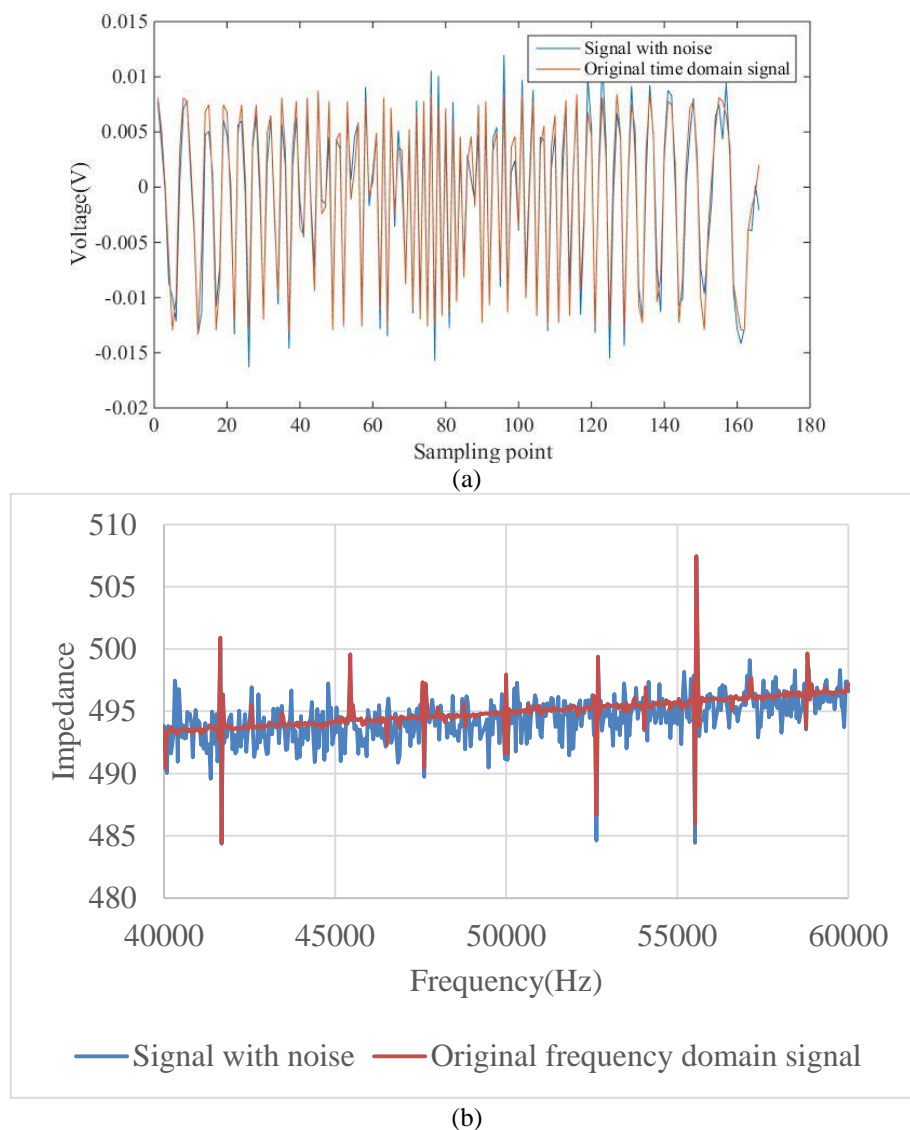 0.015
0.01
0.005
0
-0.005
-0.01
-0.015
-0.02
Voltage(V)
Signal with noise
Original time domain signal
0 20 40 60 80 100 120 140 160 180
Sampling point
(a)
510
505
500
495
490
485
480
Impedance
40000 45000 50000 55000 60000
Frequency(Hz)
Signal with noise Original frequency domain signal
(b)